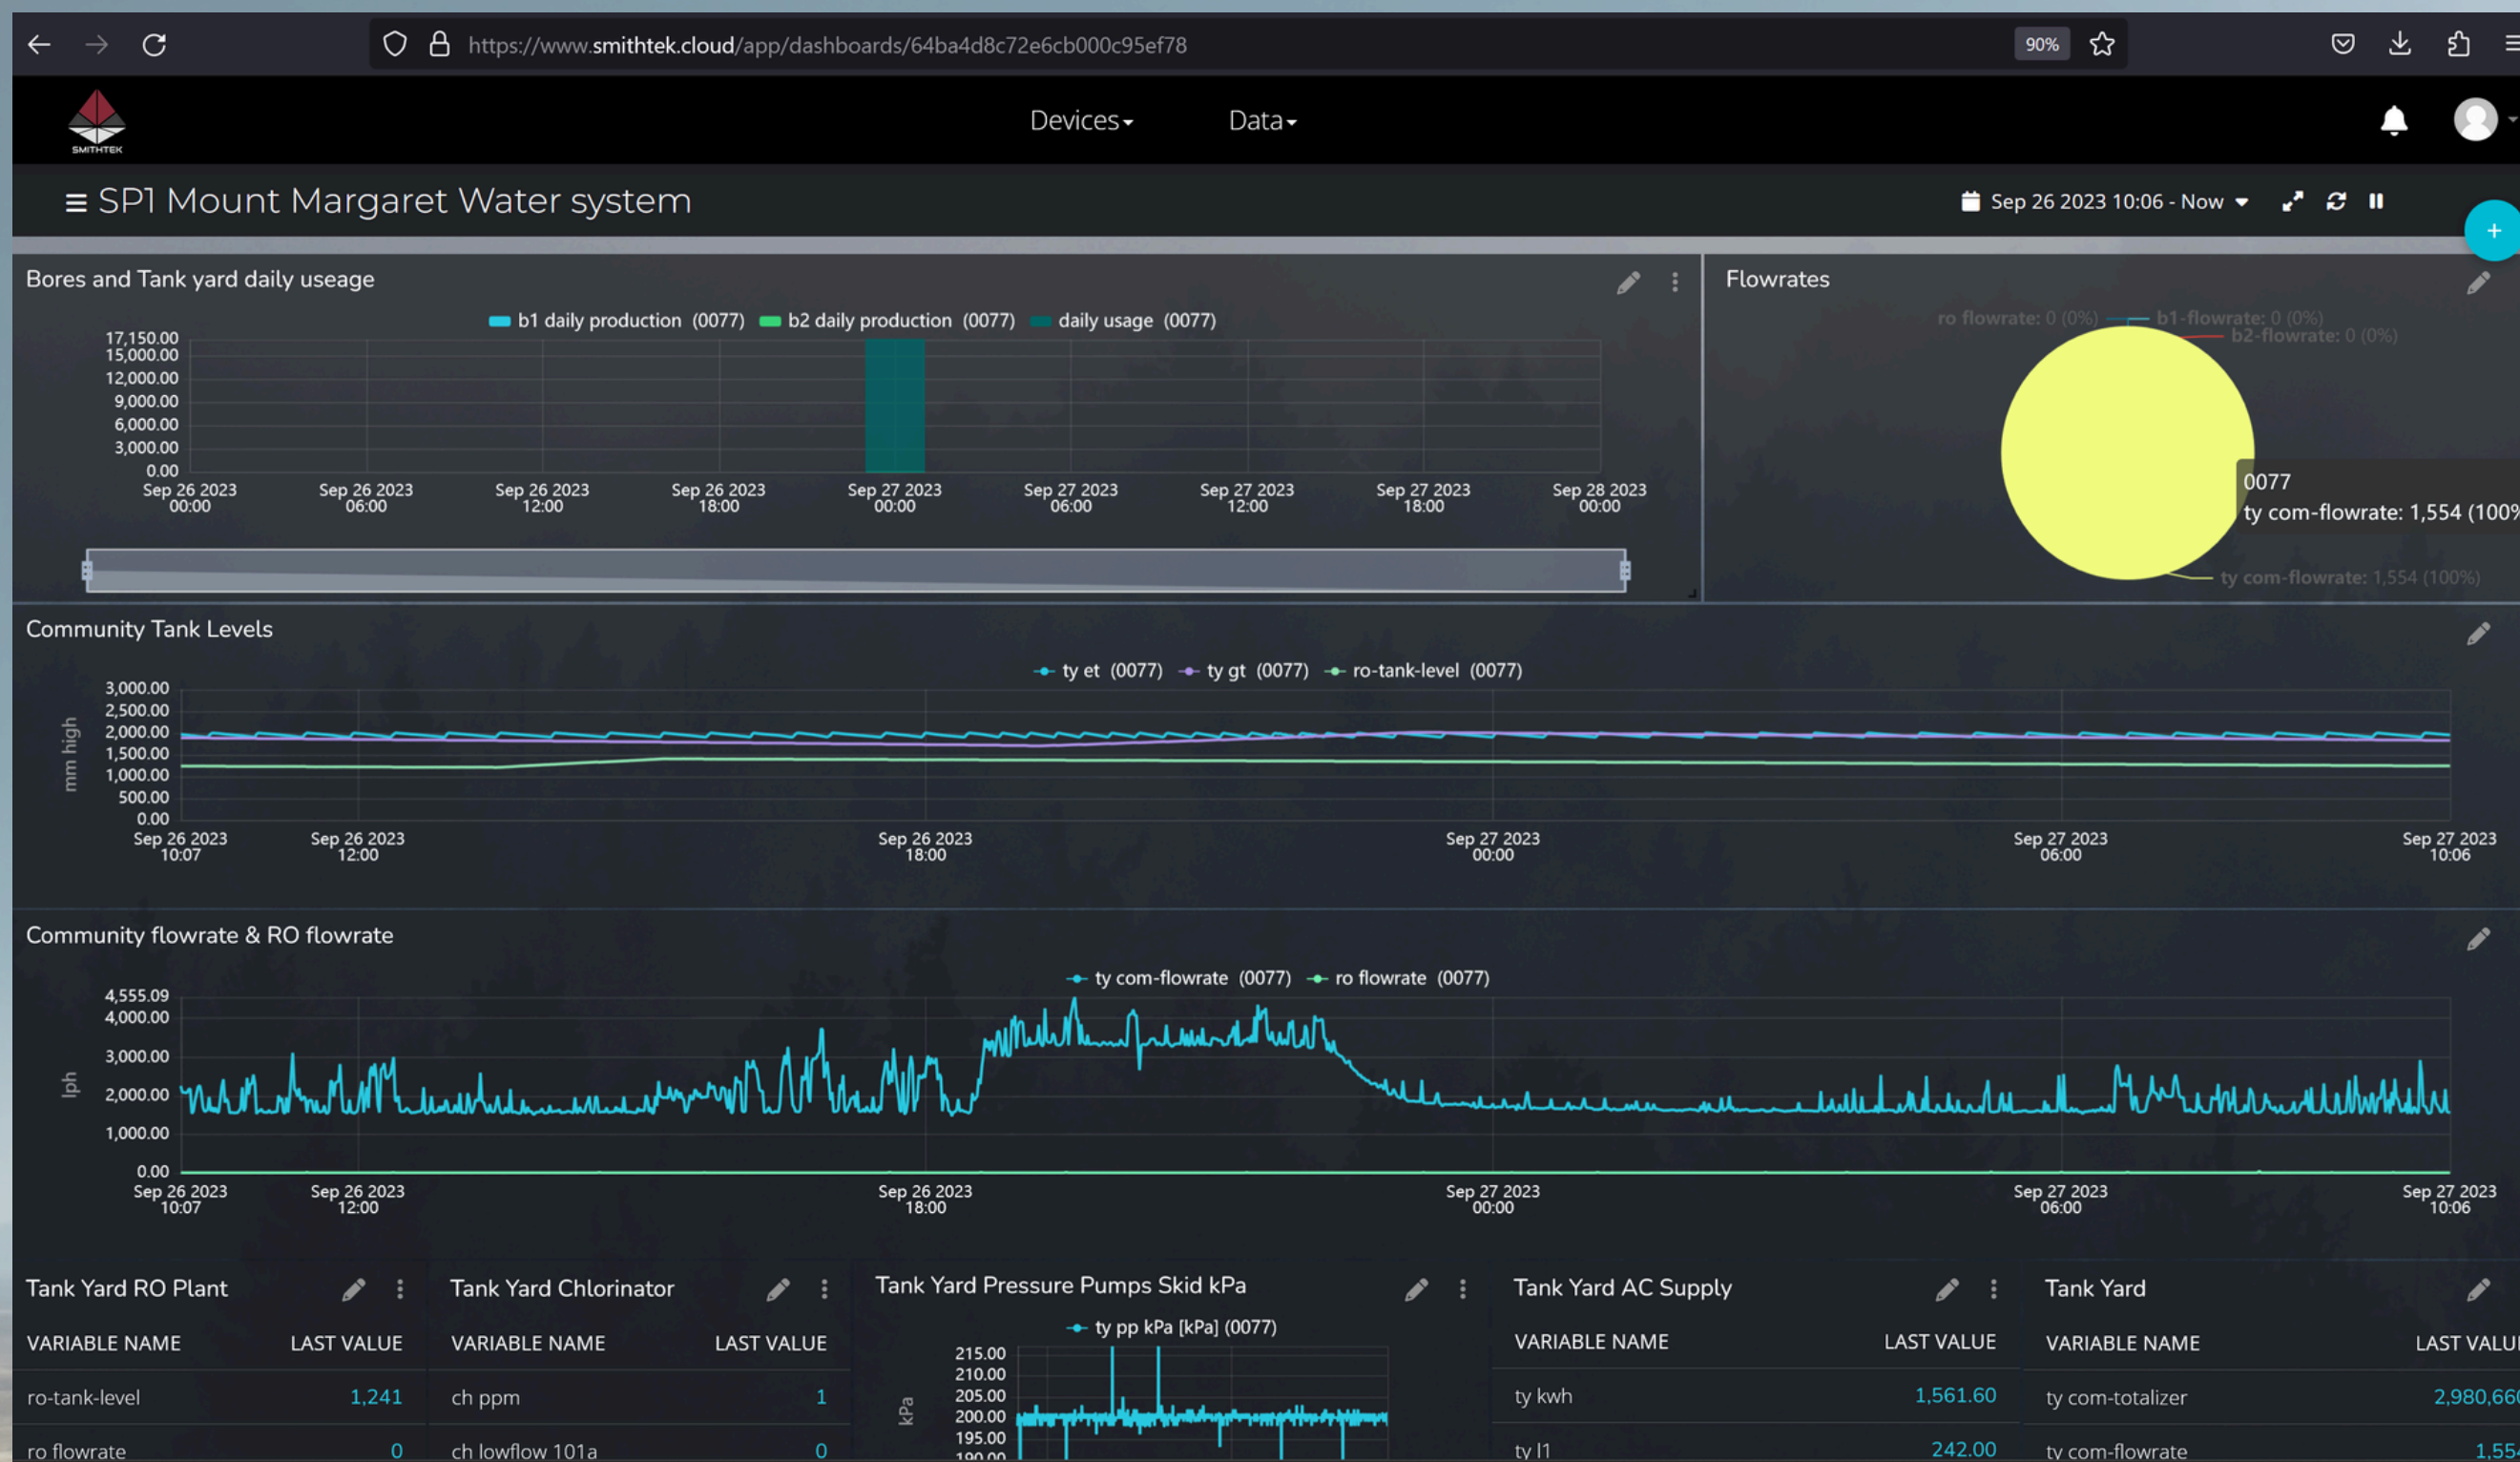 https://www.smithtek.cloud/app/dashboards/64ba4d8c72e6cb000c95ef78
90%
SMITHTEK
Devices
Data
SP1 Mount Margaret Water system
Sep 26 2023 10:06 - Now
+
Bores and Tank yard daily useage
b1 daily production (0077) b2 daily production (0077) daily usage (0077)
17,150.00
15,000.00
12,000.00
9,000.00
6,000.00
3,000.00
0.00
Sep 26 2023 Sep 26 2023 Sep 26 2023 Sep 26 2023 Sep 27 2023 Sep 27 2023 Sep 27 2023 Sep 27 2023 Sep 28 2023
00:00 06:00 12:00 18:00 00:00 06:00 12:00 18:00 00:00
Flowrates
ro flowrate: 0 (0%) b1-flowrate: 0 (0%)
b2-flowrate: 0 (0%)
0077
ty com-flowrate: 1,554 (100%
ty com-flowrate: 1,554 (100%)
Community Tank Levels
ty et (0077) ty gt (0077) ro-tank-level (0077)
mm high
3,000.00
2,500.00
2,000.00
1,500.00
1,000.00
500.00
0.00
Sep 26 2023 Sep 26 2023 Sep 26 2023 Sep 27 2023 Sep 27 2023 Sep 27 2023
10:07 12:00 18:00 00:00 06:00 10:06
Community flowrate & RO flowrate
ty com-flowrate (0077) ro flowrate (0077)
lph
4,555.09
4,000.00
3,000.00
2,000.00
1,000.00
0.00
Sep 26 2023 Sep 26 2023 Sep 26 2023 Sep 27 2023 Sep 27 2023 Sep 27 2023
10:07 12:00 18:00 00:00 06:00 10:06
Tank Yard RO Plant
VARIABLE NAME LAST VALUE
ro-tank-level 1,241
ro flowrate 0
Tank Yard Chlorinator
VARIABLE NAME LAST VALUE
ch ppm 1
ch lowflow 101a 0
Tank Yard Pressure Pumps Skid kPa
ty pp kPa [kPa] (0077)
kPa
215.00
210.00
205.00
200.00
195.00
190.00
Tank Yard AC Supply
VARIABLE NAME LAST VALUE
ty kwh 1,561.60
ty l1 242.00
Tank Yard
VARIABLE NAME LAST VALU
ty com-totalizer 2,980,660
ty com-flowrate 1,554